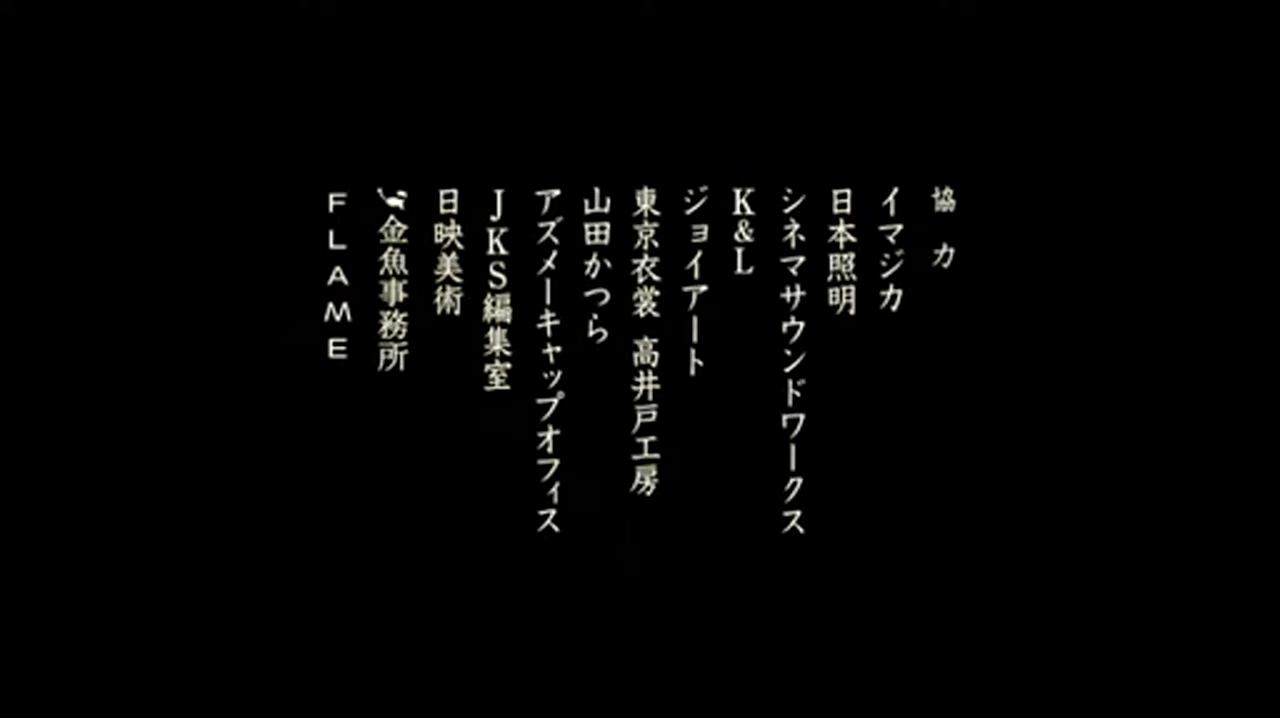 協力
イマジカ
日本照明
シネマサウンドワークス
K&L
ジョイアート
東京衣裳 高井戸工房
山田かつら
アズメーキャップオフィス
JKS編集室
日映美術
金魚事務所
FLAME